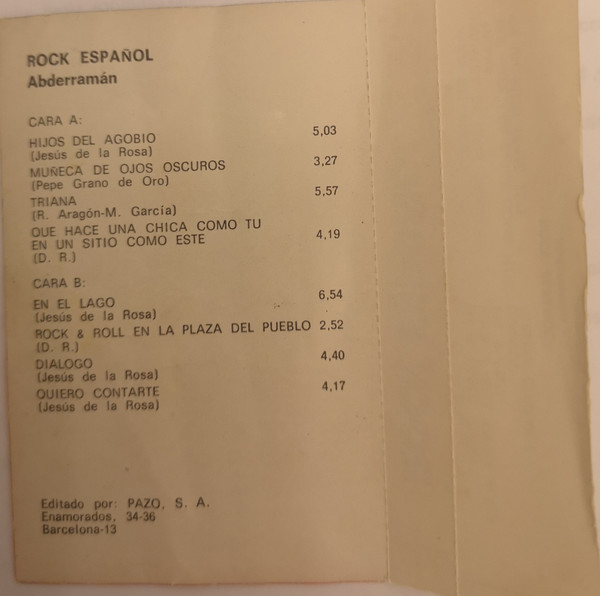 ROCK ESPAÑOL
Abderramán
CARA A:
HIJOS DEL AGOBIO 5,03
(Jesús de la Rosa)
MUÑECA DE OJOS OSCUROS 3,27
(Pepe Grano de Oro)
TRIANA 5,57
(R. Aragón-M. García)
QUE HACE UNA CHICA COMO TU
EN UN SITIO COMO ESTE 4,19
(D. R.)
CARA B:
EN EL LAGO 6,54
(Jesús de la Rosa)
ROCK & ROLL EN LA PLAZA DEL PUEBLO 2,52
(D. R.)
DIALOGO 4,40
(Jesús de la Rosa)
QUIERO CONTARTE 4,17
(Jesús de la Rosa)
Editado por: PAZO, S. A.
Enamorados, 34-36
Barcelona-13